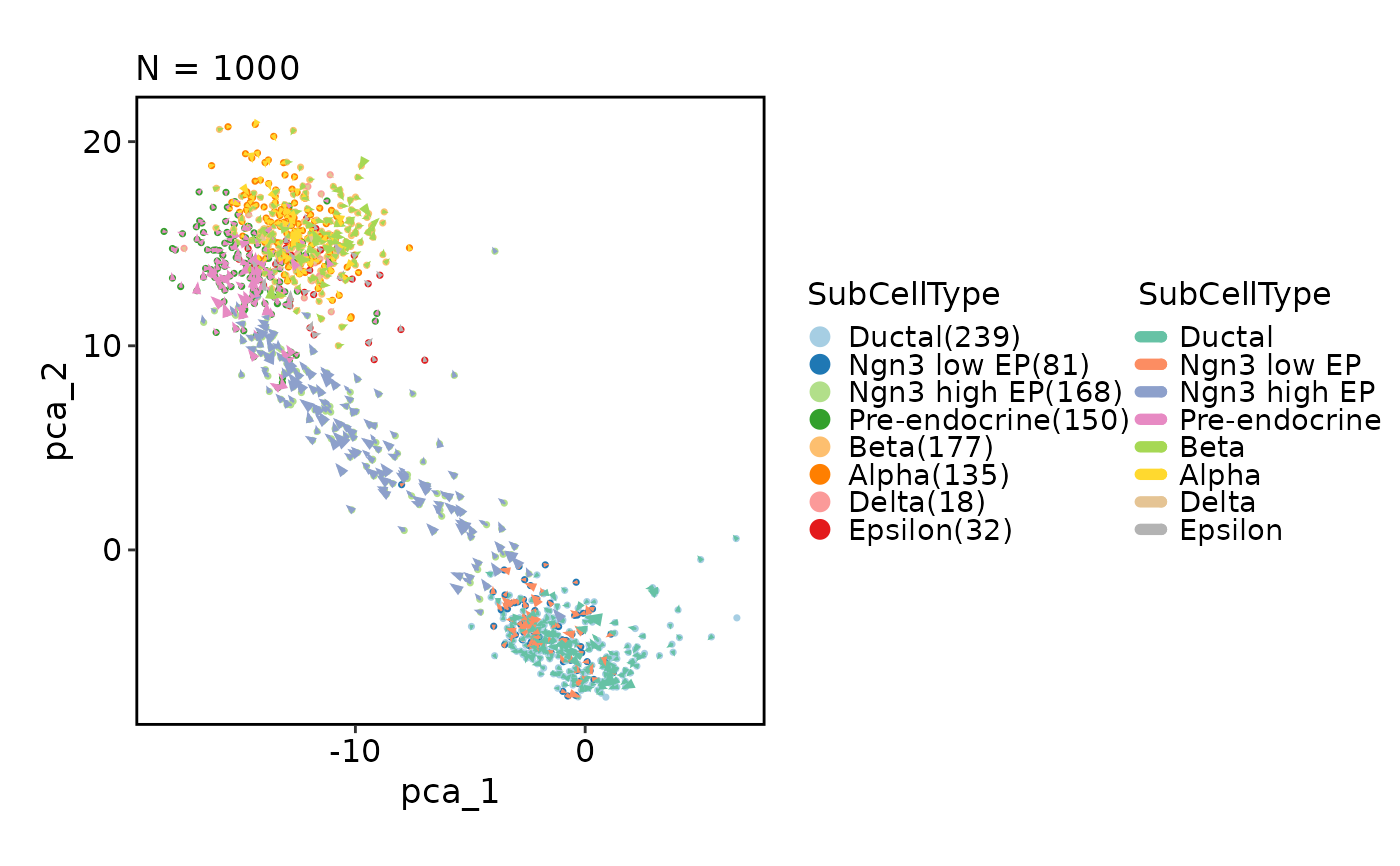 N = 1000
20
10
0
-10
0
pca_1
pca_2
SubCellType
Ductal(239)
Ngn3 low EP(81)
Ngn3 high EP(168)
Pre-endocrine(150)
Beta(177)
Alpha(135)
Delta(18)
Epsilon(32)
SubCellType
Ductal
Ngn3 low EP
Ngn3 high EP
Pre-endocrine
Beta
Alpha
Delta
Epsilon